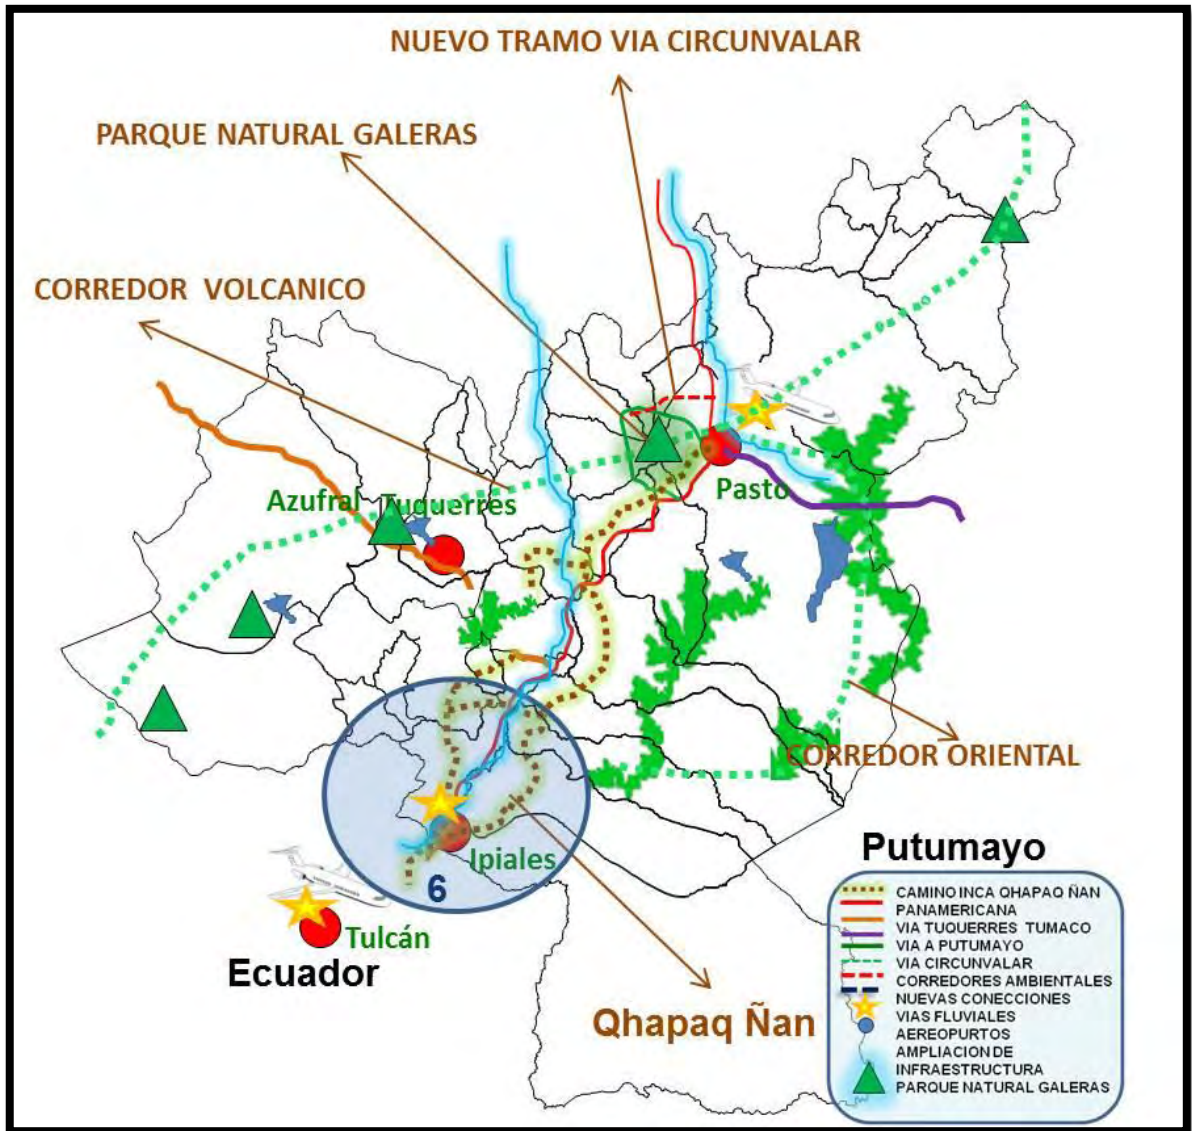 NUEVO TRAMO VIA CIRCUNVALAR
PARQUE NATURAL GALERAS
CORREDOR VOLCANICO
Azufral
Tuquerres
Pasto
CORREDOR ORIENTAL
Ipiales
6
Tulcán
Ecuador
Qhapaq Ñan
Putumayo
CAMINO INCA QHAPAQ ÑAN
PANAMERICANA
VIA TUQUERRES TUMACO
VIA A PUTUMAYO
VIA CIRCUNVALAR
CORREDORES AMBIENTALES
NUEVAS CONECCIONES
VIAS FLUVIALES
AEREOPURTOS
AMPLIACION DE
INFRAESTRUCTURA
PARQUE NATURAL GALERAS